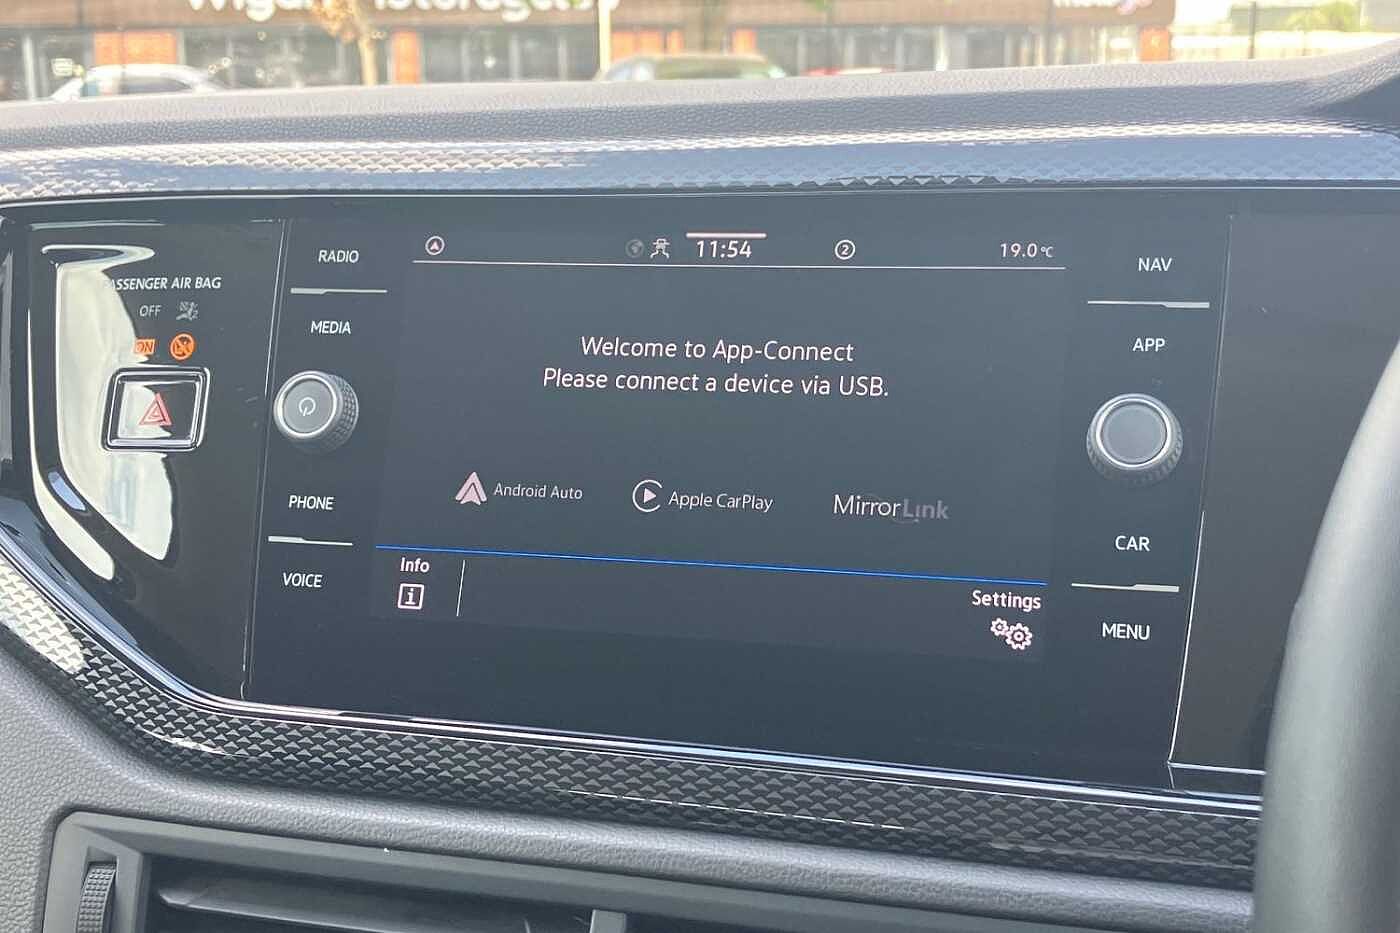 PASSENGER AIR BAG
OFF
ON
RADIO
MEDIA
PHONE
VOICE
11:54
2
19.0°C
Welcome to App-Connect
Please connect a device via USB.
Android Auto
Apple CarPlay
MirrorLink
Info
i
Settings
NAV
APP
CAR
MENU